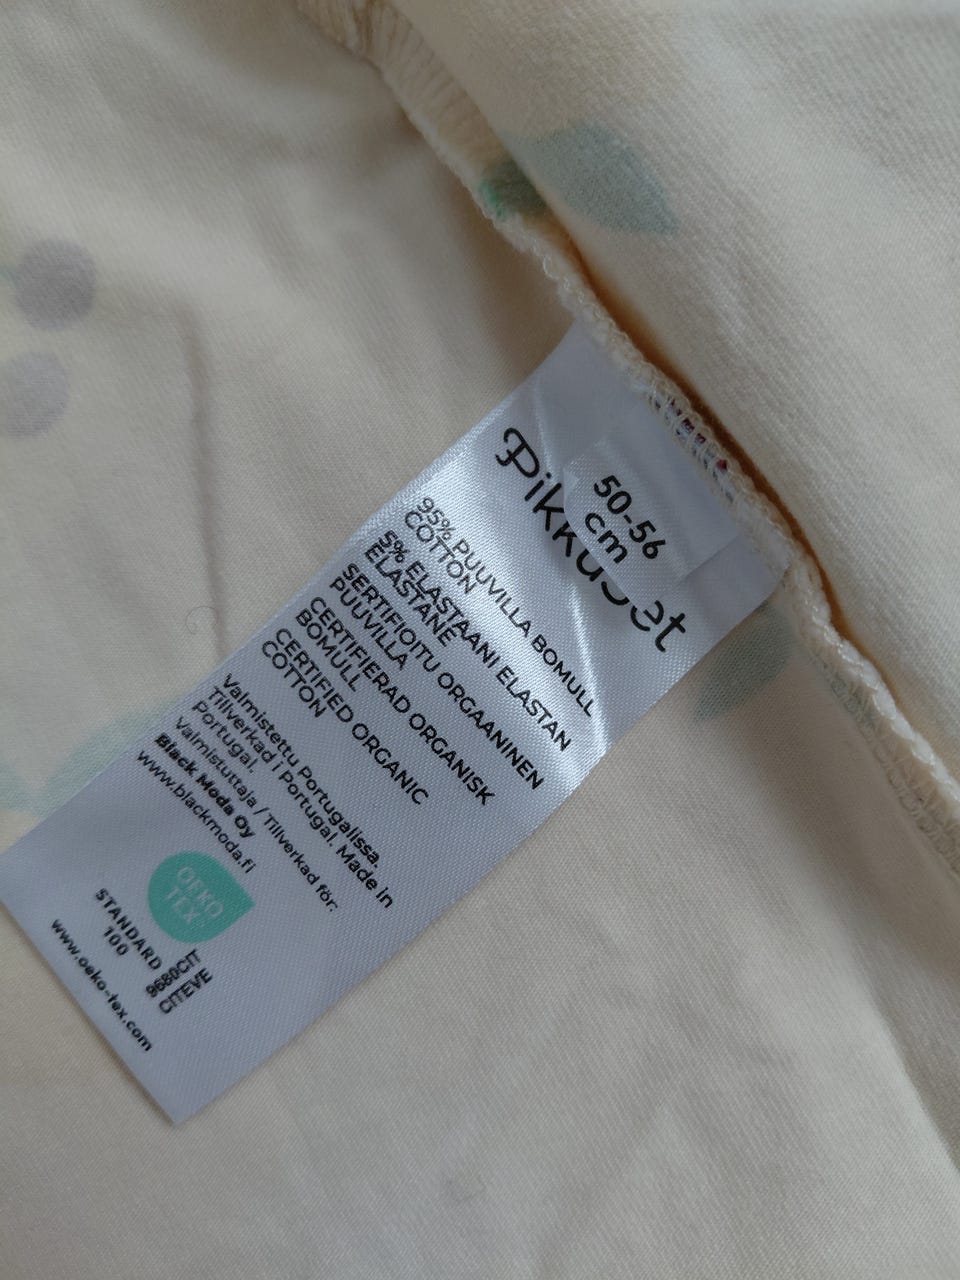 50-56
cm
Pikkuset
95% PUUVILLA BOMULL
COTTON
5% ELASTAANI ELASTAN
ELASTANE
SERTIFIOITU ORGAANINEN
PUUVILLA
CERTIFIERAD ORGANISK
BOMULL
CERTIFIED ORGANIC
COTTON
Valmistettu Portugalissa.
Tillverkad i Portugal. Made in
Portugal.
Valmistuttaja / Tillverkad för:
Black Moda Oy
www.blackmoda.fi
OEKO
TEX
STANDARD
100
9680CIT
CITEVE
www.oeko-tex.com